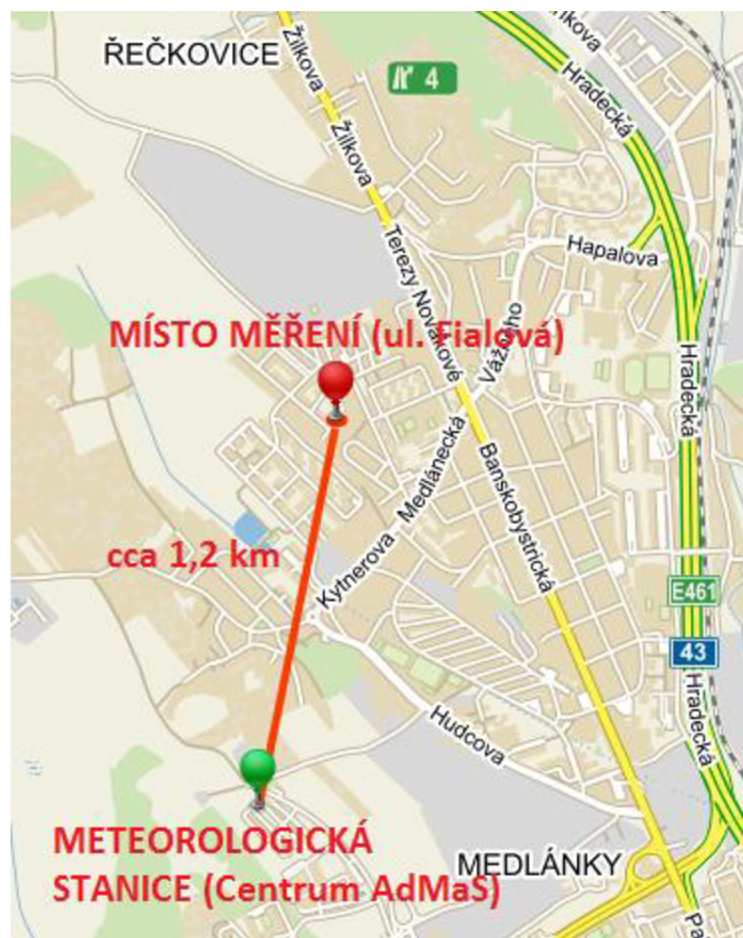 ŘEČKOVICE
Žilkova
Žilkova
4
Hradecká
Terezy Novákové
Hapalova
MÍSTO MĚŘENÍ (ul. Fialová)
Hradecká
Medlánecká
Banskobystrická
cca 1,2 km
Kytnerova
E461
43
Hradecká
Hudcova
METEOROLOGICKÁ
STANICE (Centrum AdMaS)
MEDLÁNKY